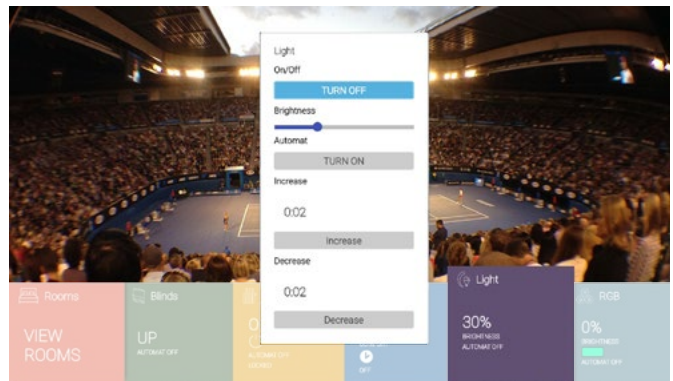 Light
On/Off
TURN OFF
Brightness
Automat
TURN ON
Increase
0:02
Increase
Decrease
0:02
Decrease
Rooms
VIEW
ROOMS
Blinds
UP
AUTOMAT OFF
AUTOMAT OFF
OFF
Light
30%
BRIGHTNESS
AUTOMAT OFF
RGB
0%
BRIGHTNESS
AUTOMAT OFF